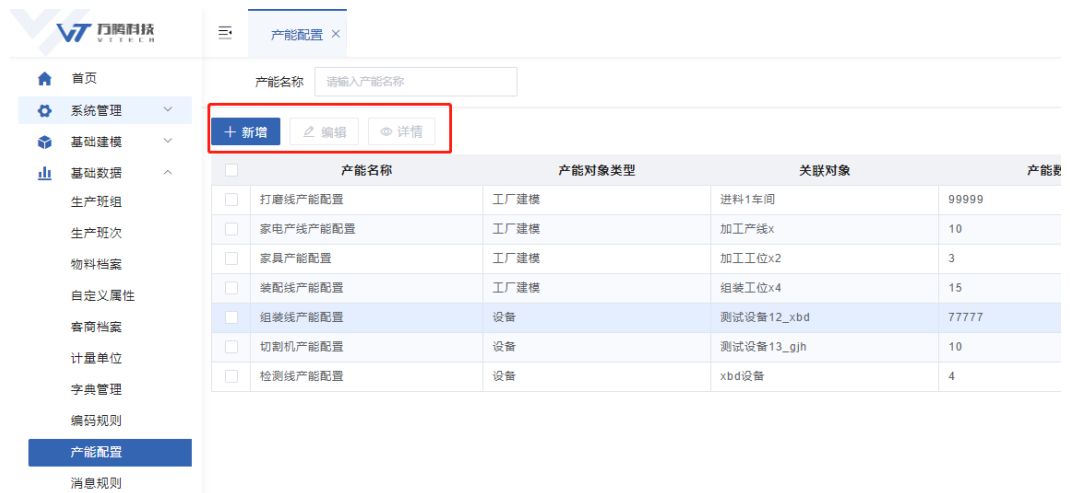 万腾科技
VTTECH
产能配置 ×
首页
系统管理
基础建模
基础数据
生产班组
生产班次
物料档案
自定义属性
客商档案
计量单位
字典管理
编码规则
产能配置
消息规则
产能名称 请输入产能名称
新增 编辑 详情
产能名称 产能对象类型 关联对象 产能数
打磨线产能配置 工厂建模 进料1车间 99999
家电产线产能配置 工厂建模 加工产线x 10
家具产能配置 工厂建模 加工工位x2 3
装配线产能配置 工厂建模 组装工位x4 15
组装线产能配置 设备 测试设备12_xbd 77777
切割机产能配置 设备 测试设备13_gjh 10
检测线产能配置 设备 xbd设备 4